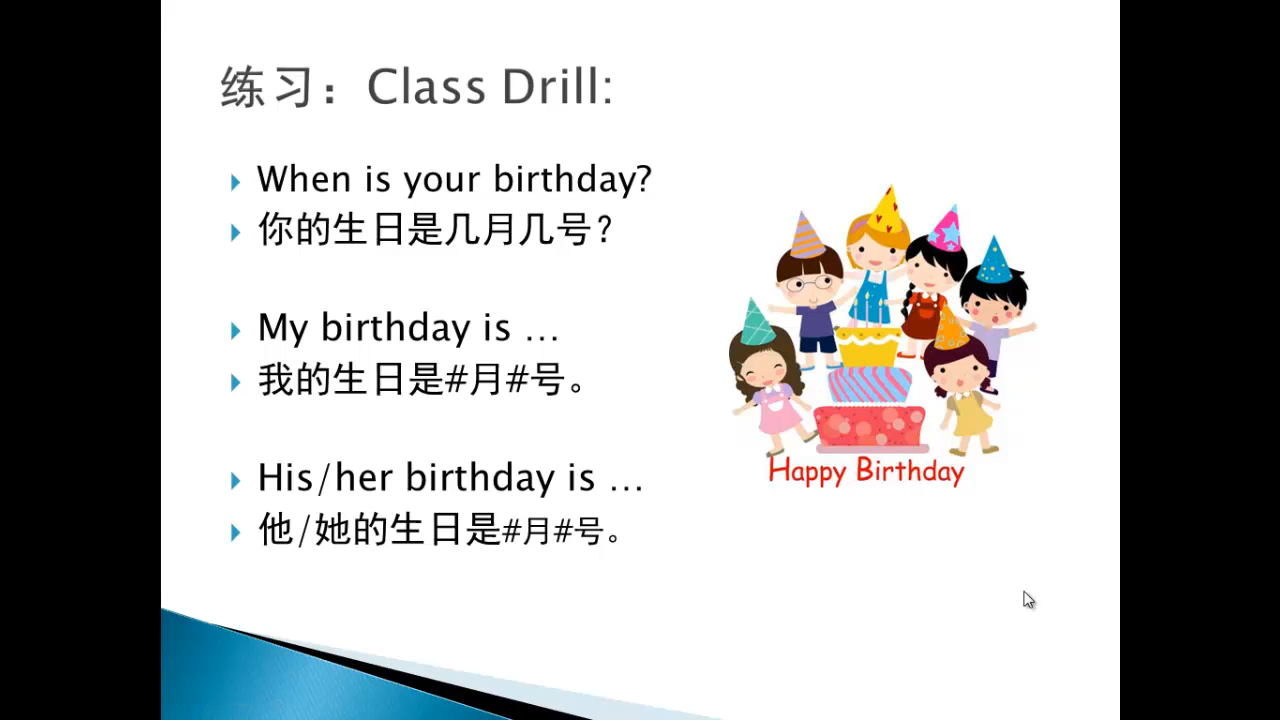 练习：Class Drill:
When is your birthday?
你的生日是几月几号？
My birthday is …
我的生日是#月#号。
His/her birthday is …
他/她的生日是#月#号。
Happy Birthday